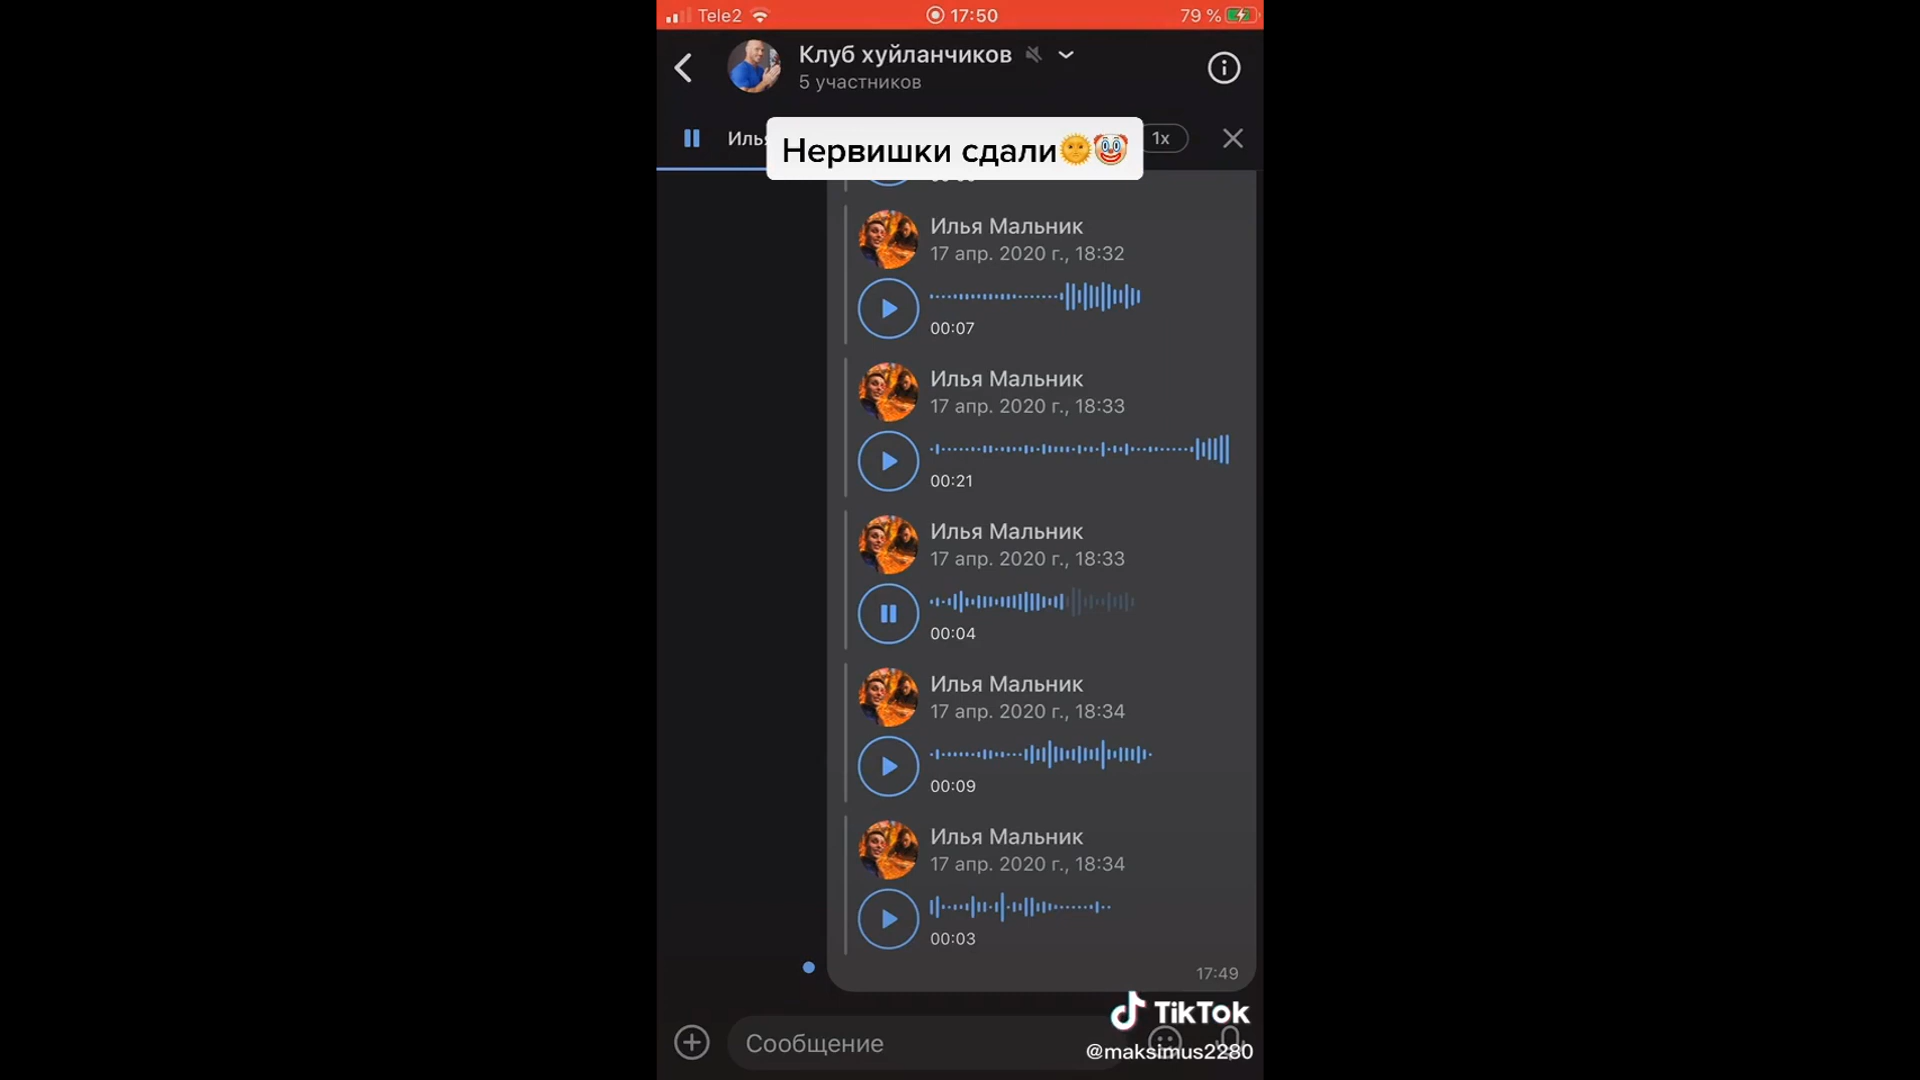 Tele2 17:50 79 %
Клуб хуйланчиков
5 участников
Нервишки сдали🌞🤡
1x
Илья Мальник
17 апр. 2020 г., 18:32
00:07
Илья Мальник
17 апр. 2020 г., 18:33
00:21
Илья Мальник
17 апр. 2020 г., 18:33
00:04
Илья Мальник
17 апр. 2020 г., 18:34
00:09
Илья Мальник
17 апр. 2020 г., 18:34
00:03
17:49
TikTok
Сообщение
@maksimus2280